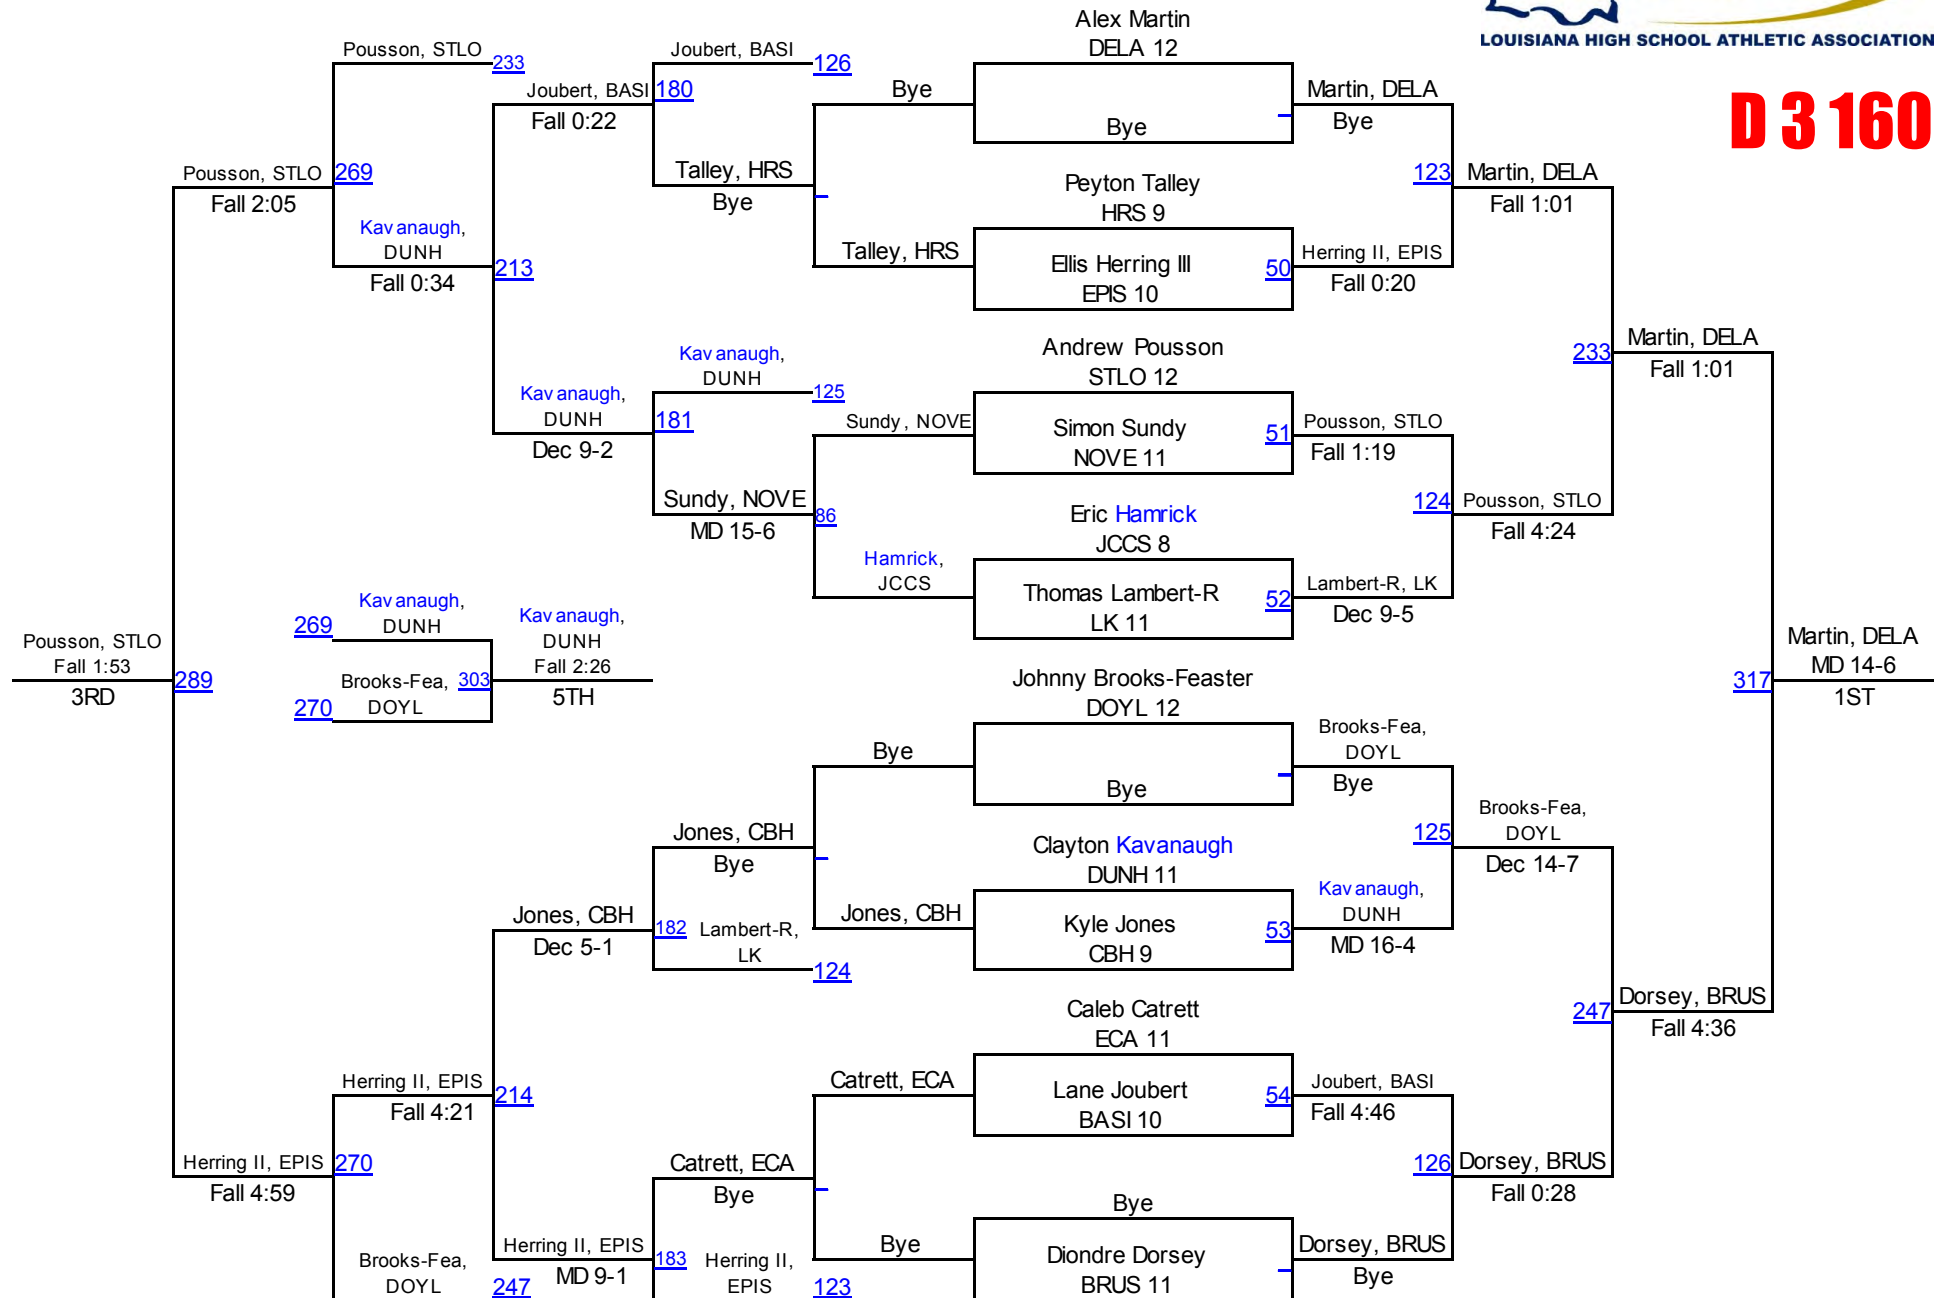 LOUISIANA HIGH SCHOOL ATHLETIC ASSOCIATION
D 3 160
Alex Martin
DELA 12
Bye
Peyton Talley
HRS 9
Ellis Herring III
EPIS 10
50
Andrew Pousson
STLO 12
Simon Sundy
NOVE 11
51
Eric Hamrick
JCCS 8
Thomas Lambert-R
LK 11
52
Johnny Brooks-Feaster
DOYL 12
Bye
Clayton Kavanaugh
DUNH 11
Kyle Jones
CBH 9
53
Caleb Catrett
ECA 11
Lane Joubert
BASI 10
54
Bye
Diondre Dorsey
BRUS 11
Martin, DELA
Bye
123
Herring II, EPIS
Fall 0:20
Pousson, STLO
Fall 1:19
124
Lambert-R, LK
Dec 9-5
Brooks-Fea,
DOYL
Bye
125
Kavanaugh,
DUNH
MD 16-4
Joubert, BASI
Fall 4:46
126
Dorsey, BRUS
Bye
Martin, DELA
Fall 1:01
233
Pousson, STLO
Fall 4:24
Brooks-Fea,
DOYL
Dec 14-7
247
Dorsey, BRUS
Fall 0:28
Martin, DELA
Fall 1:01
317
Dorsey, BRUS
Fall 4:36
Martin, DELA
MD 14-6
1ST
Bye
Talley, HRS
Sundy, NOVE
86
Hamrick,
JCCS
Bye
Jones, CBH
Catrett, ECA
Bye
Joubert, BASI
126
180
Talley, HRS
Bye
Kavanaugh,
DUNH
125
181
Sundy, NOVE
MD 15-6
Jones, CBH
Bye
182
Lambert-R,
LK
124
Catrett, ECA
Bye
183
Herring II,
EPIS
123
Joubert, BASI
Fall 0:22
213
Kavanaugh,
DUNH
Dec 9-2
Jones, CBH
Dec 5-1
214
Herring II, EPIS
MD 9-1
Pousson, STLO
233
269
Kavanaugh,
DUNH
Fall 0:34
Herring II, EPIS
Fall 4:21
270
Brooks-Fea,
DOYL
247
Pousson, STLO
Fall 2:05
289
Herring II, EPIS
Fall 4:59
Pousson, STLO
Fall 1:53
3RD
269
Kavanaugh,
DUNH
303
270
Brooks-Fea,
DOYL
Kavanaugh,
DUNH
Fall 2:26
5TH